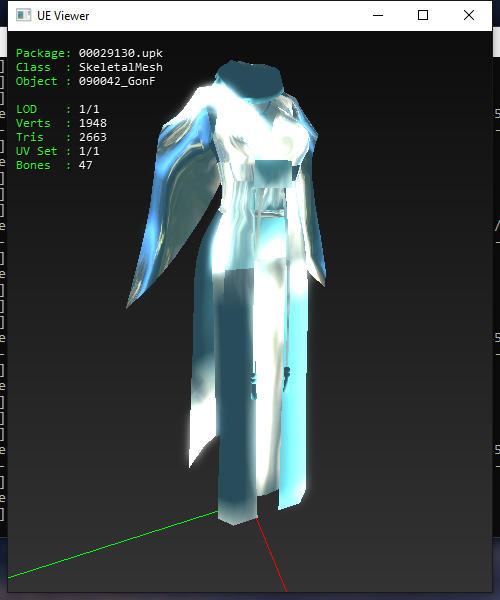 UE Viewer
Package: 00029130.upk
Class  : SkeletalMesh
Object : 090042_GonF
LOD    : 1/1
Verts  : 1948
Tris   : 2663
UV Set : 1/1
Bones  : 47